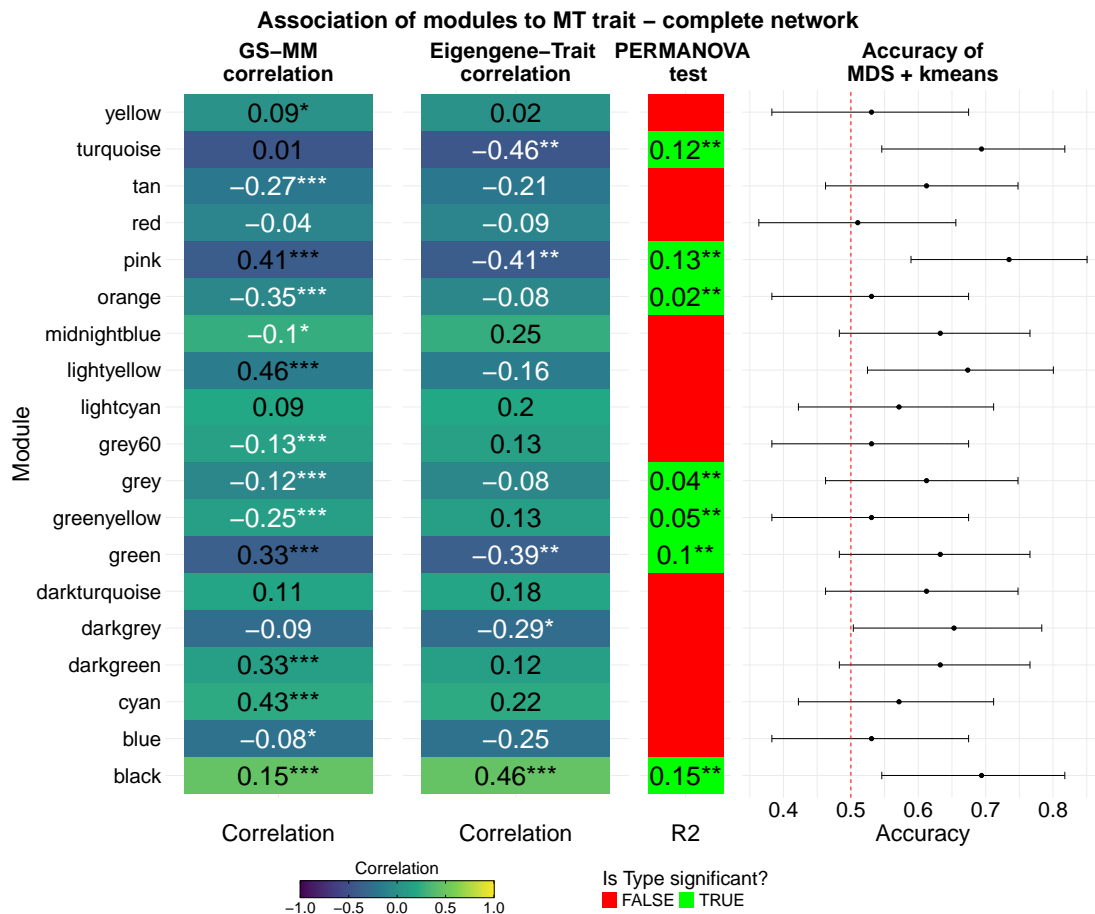 Association of modules to MT trait − complete network
GS−MM correlation
Eigengene−Trait correlation
PERMANOVA test
Accuracy of MDS + kmeans
Module
yellow 0.09* 0.02
turquoise 0.01 −0.46** 0.12**
tan −0.27*** −0.21
red −0.04 −0.09
pink 0.41*** −0.41** 0.13**
orange −0.35*** −0.08 0.02**
midnightblue −0.1* 0.25
lightyellow 0.46*** −0.16
lightcyan 0.09 0.2
grey60 −0.13*** 0.13
grey −0.12*** −0.08 0.04**
greenyellow −0.25*** 0.13 0.05**
green 0.33*** −0.39** 0.1**
darkturquoise 0.11 0.18
darkgrey −0.09 −0.29*
darkgreen 0.33*** 0.12
cyan 0.43*** 0.22
blue −0.08* −0.25
black 0.15*** 0.46*** 0.15**
0.4 0.5 0.6 0.7 0.8
Correlation Correlation R2 Accuracy
Correlation
−1.0 −0.5 0.0 0.5 1.0
Is Type significant?
FALSE TRUE